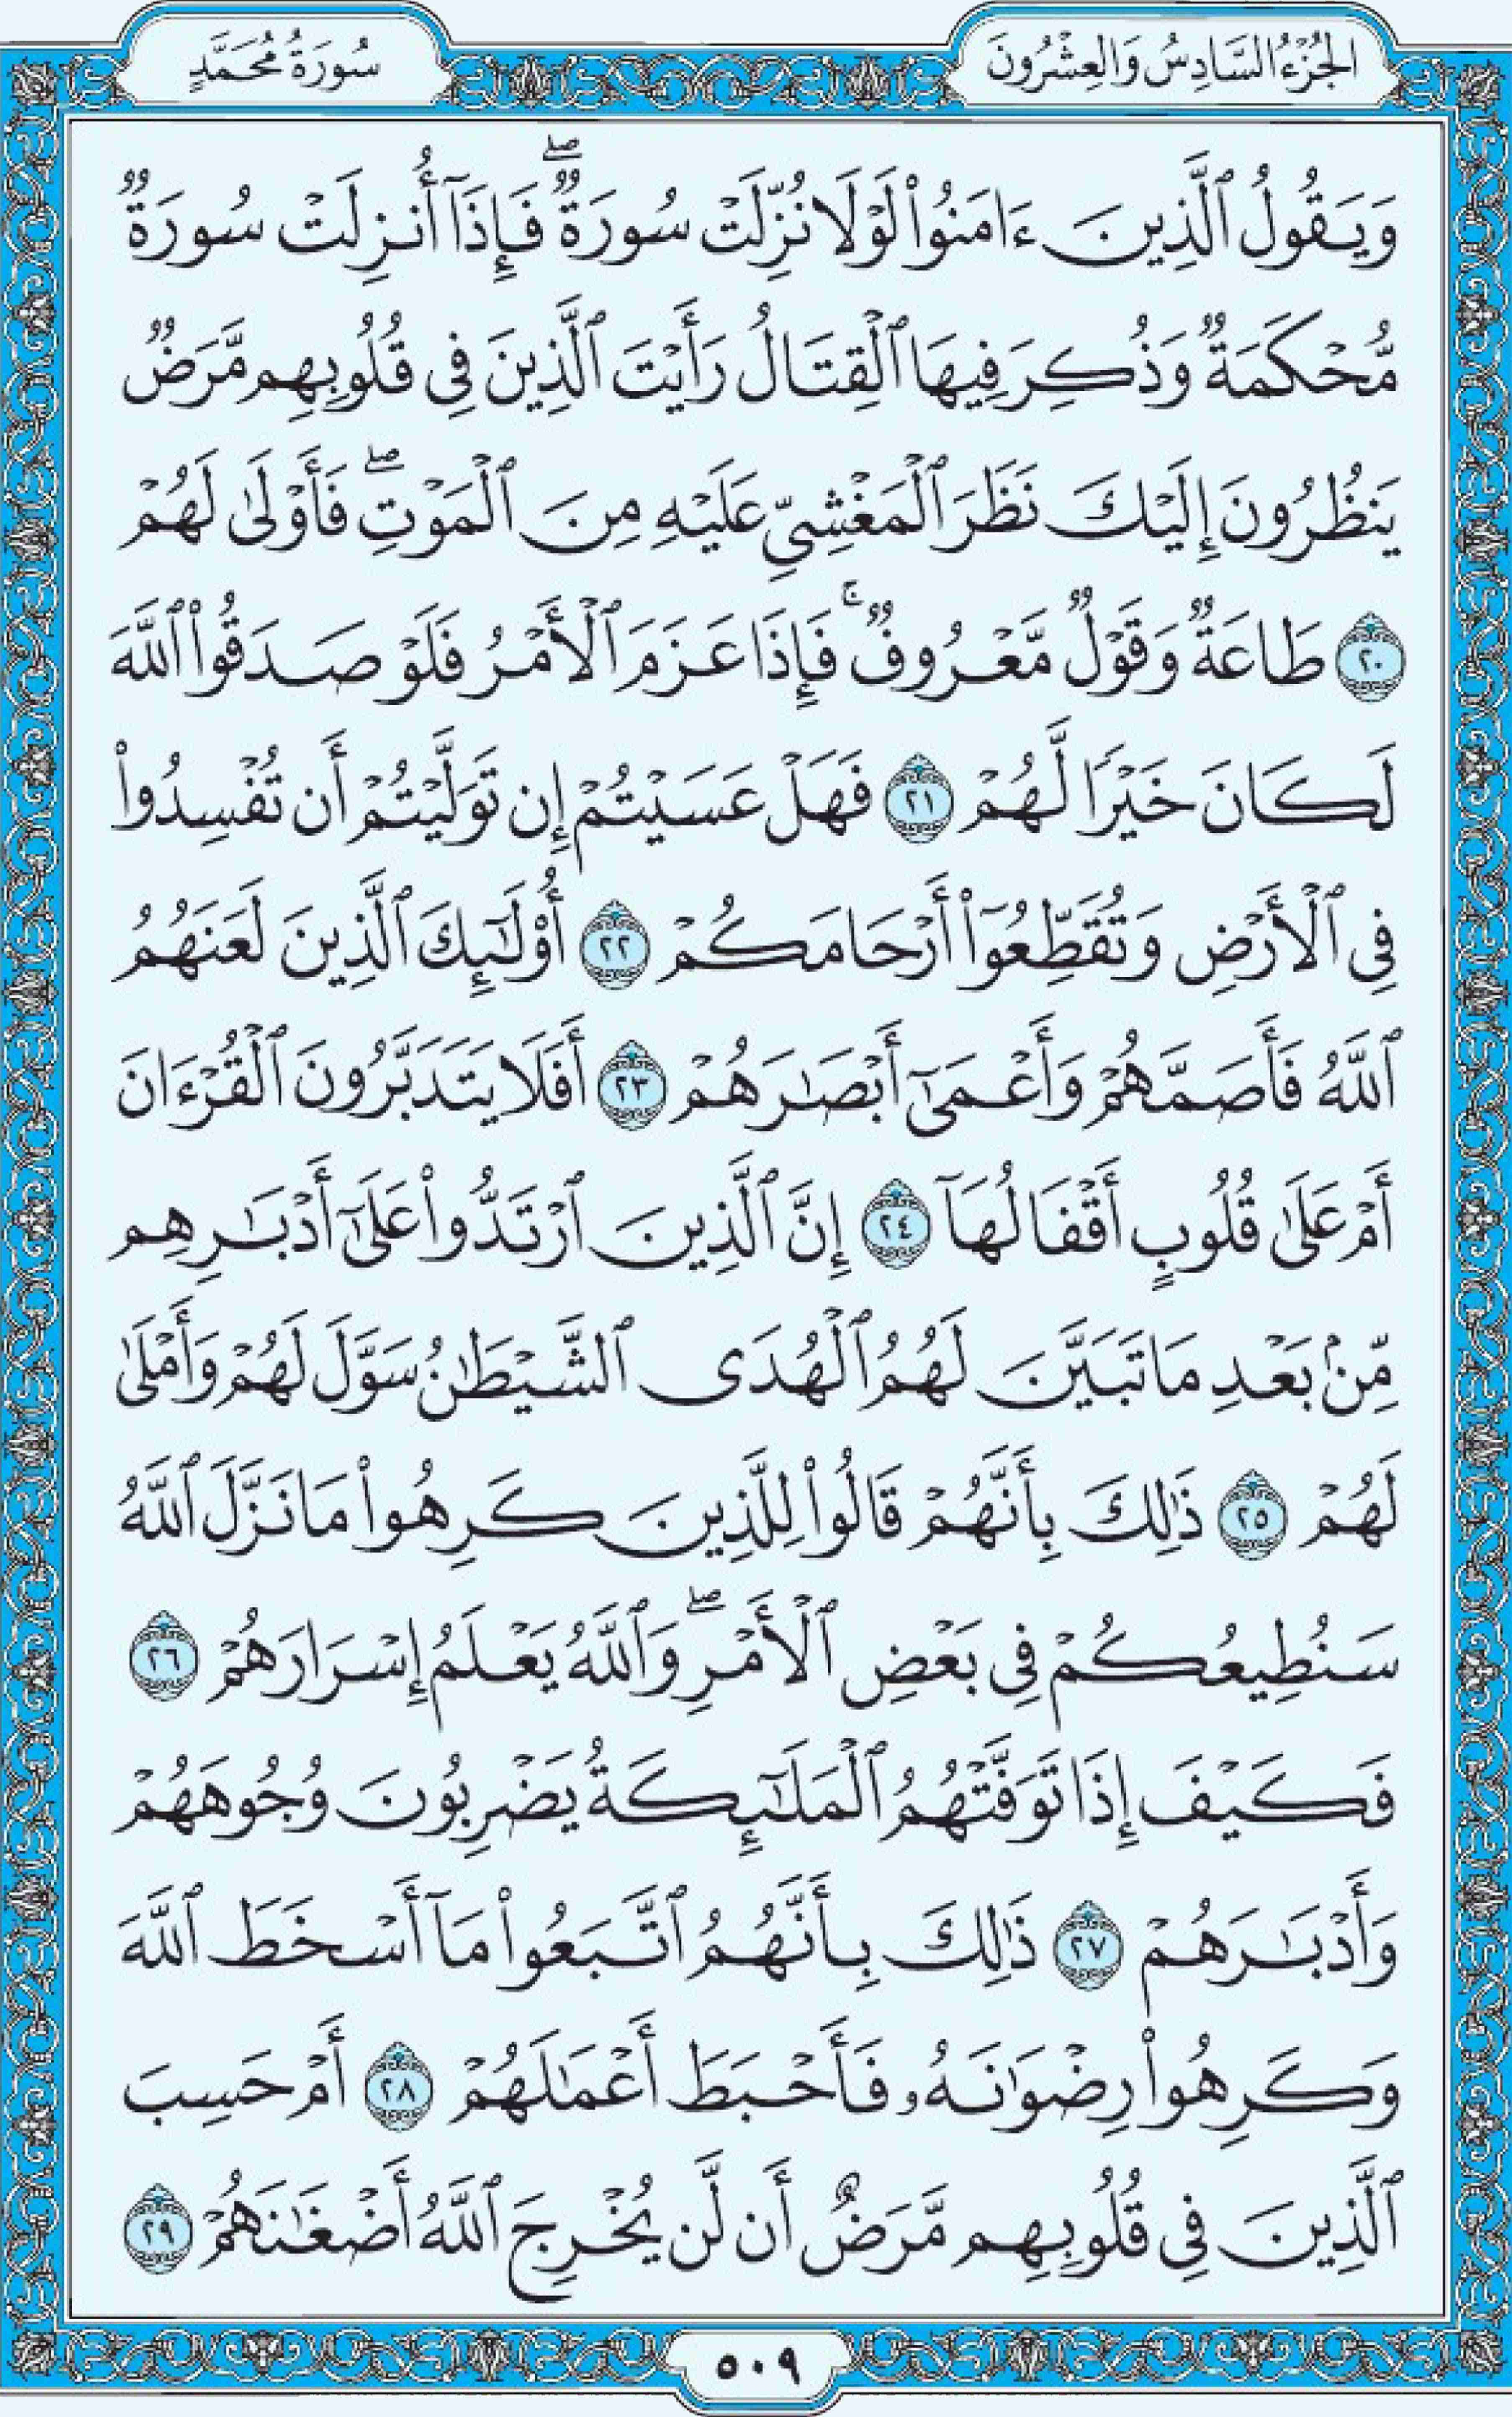 الجُزْءُ السَّادِسُ وَالعِشْرُونَ
سُورَةُ مُحَمَّدٍ
وَيَقُولُ ٱلَّذِينَ ءَامَنُواْ لَوۡلَا نُزِّلَتۡ سُورَةٞۖ فَإِذَآ أُنزِلَتۡ سُورَةٞ
مُّحۡكَمَةٞ وَذُكِرَ فِيهَا ٱلۡقِتَالُ رَأَيۡتَ ٱلَّذِينَ فِي قُلُوبِهِم مَّرَضٞ
يَنظُرُونَ إِلَيۡكَ نَظَرَ ٱلۡمَغۡشِيِّ عَلَيۡهِ مِنَ ٱلۡمَوۡتِۖ فَأَوۡلَىٰ لَهُمۡ
٢٠ طَاعَةٞ وَقَوۡلٞ مَّعۡرُوفٞۚ فَإِذَا عَزَمَ ٱلۡأَمۡرُ فَلَوۡ صَدَقُواْ ٱللَّهَ
لَكَانَ خَيۡرٗا لَّهُمۡ ٢١ فَهَلۡ عَسَيۡتُمۡ إِن تَوَلَّيۡتُمۡ أَن تُفۡسِدُواْ
فِي ٱلۡأَرۡضِ وَتُقَطِّعُوٓاْ أَرۡحَامَكُمۡ ٢٢ أُوْلَٰٓئِكَ ٱلَّذِينَ لَعَنَهُمُ
ٱللَّهُ فَأَصَمَّهُمۡ وَأَعۡمَىٰٓ أَبۡصَٰرَهُمۡ ٢٣ أَفَلَا يَتَدَبَّرُونَ ٱلۡقُرۡءَانَ
أَمۡ عَلَىٰ قُلُوبٍ أَقۡفَالُهَآ ٢٤ إِنَّ ٱلَّذِينَ ٱرۡتَدُّواْ عَلَىٰٓ أَدۡبَٰرِهِم
مِّنۢ بَعۡدِ مَا تَبَيَّنَ لَهُمُ ٱلۡهُدَى ٱلشَّيۡطَٰنُ سَوَّلَ لَهُمۡ وَأَمۡلَىٰ
لَهُمۡ ٢٥ ذَٰلِكَ بِأَنَّهُمۡ قَالُواْ لِلَّذِينَ كَرِهُواْ مَا نَزَّلَ ٱللَّهُ
سَنُطِيعُكُمۡ فِي بَعۡضِ ٱلۡأَمۡرِۖ وَٱللَّهُ يَعۡلَمُ إِسۡرَارَهُمۡ ٢٦
فَكَيۡفَ إِذَا تَوَفَّتۡهُمُ ٱلۡمَلَٰٓئِكَةُ يَضۡرِبُونَ وُجُوهَهُمۡ
وَأَدۡبَٰرَهُمۡ ٢٧ ذَٰلِكَ بِأَنَّهُمُ ٱتَّبَعُواْ مَآ أَسۡخَطَ ٱللَّهَ
وَكَرِهُواْ رِضۡوَٰنَهُۥ فَأَحۡبَطَ أَعۡمَٰلَهُمۡ ٢٨ أَمۡ حَسِبَ
ٱلَّذِينَ فِي قُلُوبِهِم مَّرَضٌ أَن لَّن يُخۡرِجَ ٱللَّهُ أَضۡغَٰنَهُمۡ ٢٩
٥٠٩